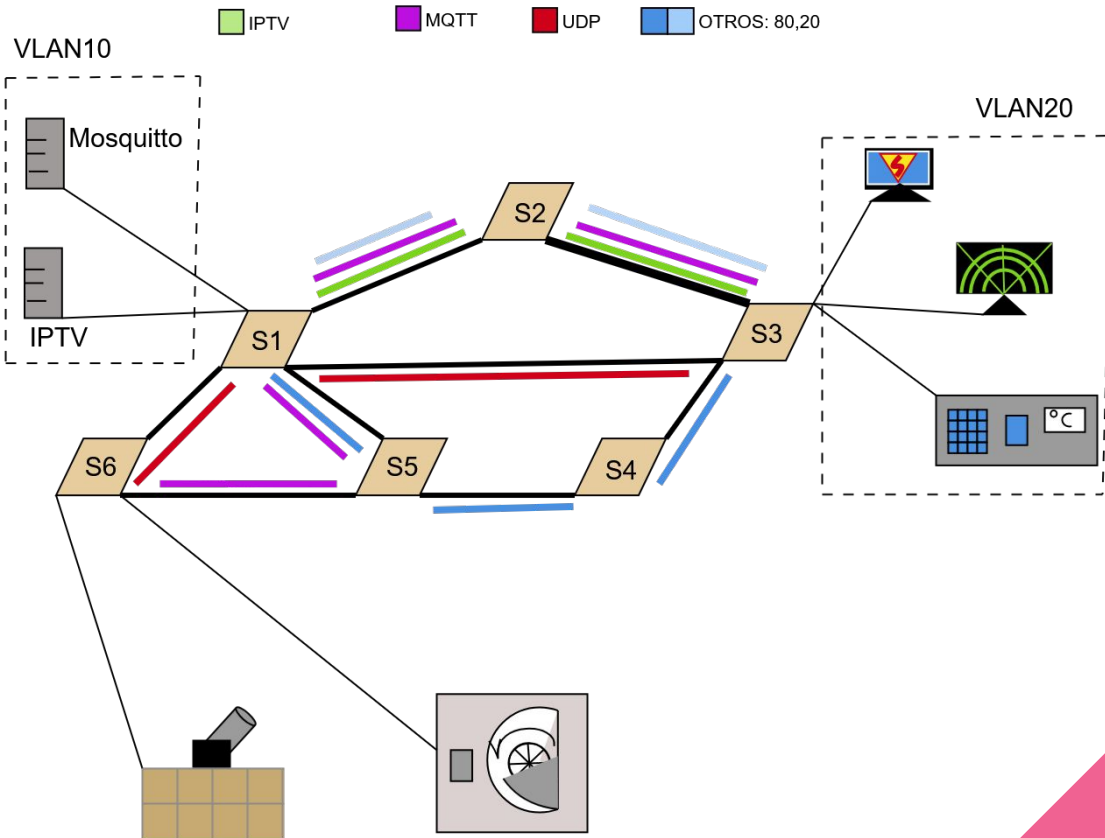 IPTV
MQTT
UDP
OTROS: 80,20
VLAN10
VLAN20
Mosquitto
S2
IPTV
S1
S3
°C
S6
S5
S4